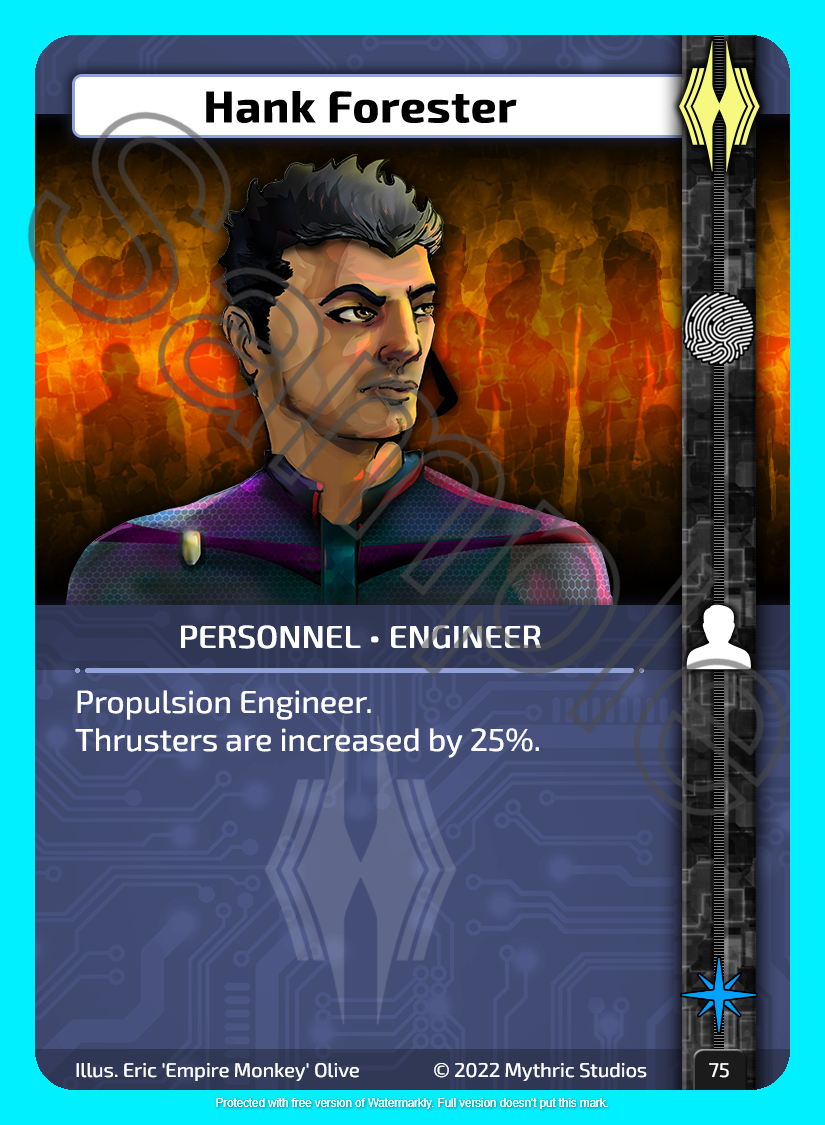 Hank Forester
Sample
PERSONNEL • ENGINEER
Propulsion Engineer.
Thrusters are increased by 25%.
Illus. Eric 'Empire Monkey' Olive
© 2022 Mythric Studios
75
Protected with free version of Watermarkly. Full version doesn't put this mark.